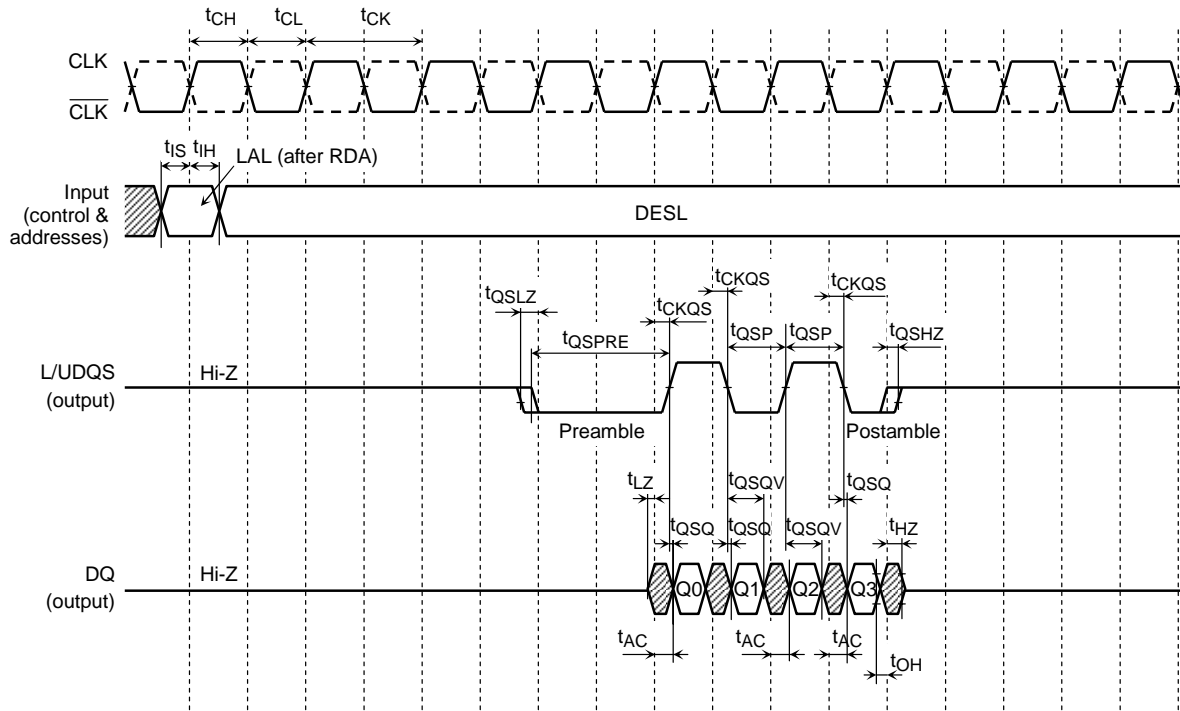 tCH tCL tCK
CLK
CLK
tIS tIH LAL (after RDA)
Input
(control &
addresses)
DESL
tCKQS tCKQS
tQSLZ tCKQS
tQSPRE tQSP tQSP tQSHZ
L/UDQS
(output)
Hi-Z
Preamble Postamble
tLZ tQSQV tQSQ
tQSQ tQSQ tQSQV tHZ
DQ
(output)
Hi-Z
Q0 Q1 Q2 Q3
tAC tAC tAC
tOH